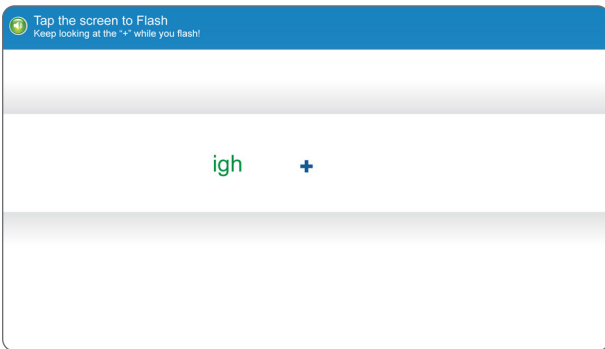 Tap the screen to Flash
Keep looking at the "+" while you flash!
igh +